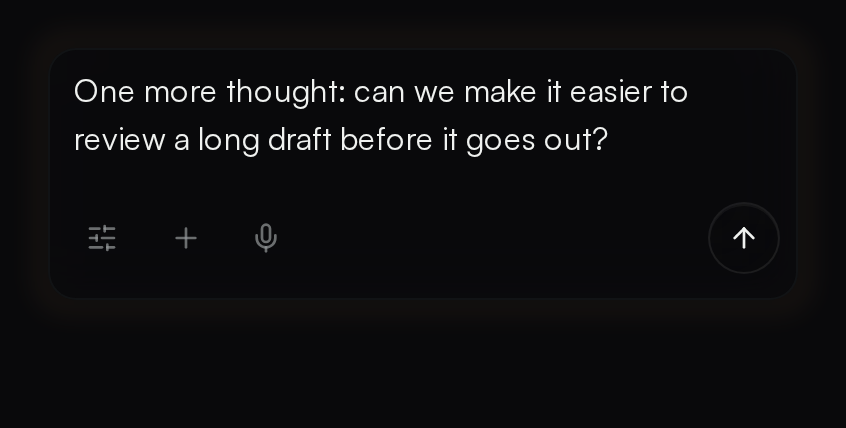 One more thought: can we make it easier to
review a long draft before it goes out?